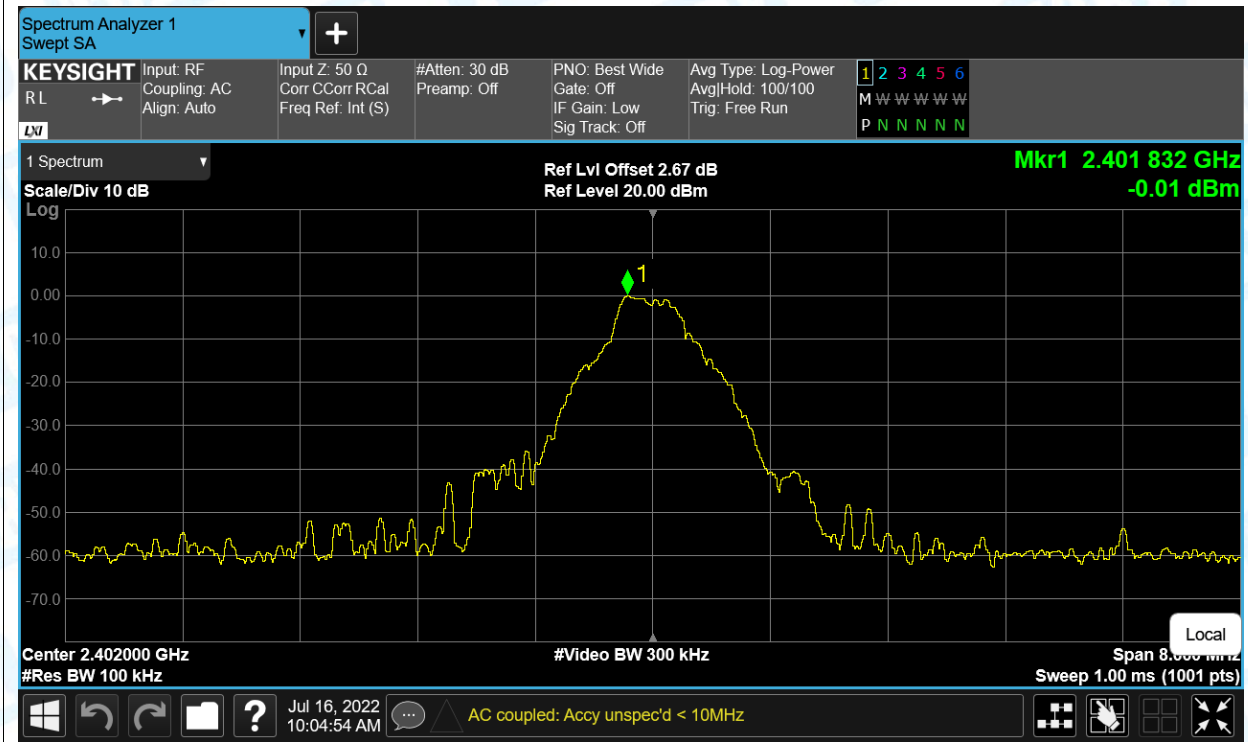 Spectrum Analyzer 1
Swept SA
KEYSIGHT
R L
LXI
Input: RF
Coupling: AC
Align: Auto
Input Z: 50 Ω
Corr CCorr RCal
Freq Ref: Int (S)
#Atten: 30 dB
Preamp: Off
PNO: Best Wide
Gate: Off
IF Gain: Low
Sig Track: Off
Avg Type: Log-Power
Avg|Hold: 100/100
Trig: Free Run
1 2 3 4 5 6
M W W W W W
P N N N N N
1 Spectrum
Scale/Div 10 dB
Log
Ref Lvl Offset 2.67 dB
Ref Level 20.00 dBm
Mkr1 2.401 832 GHz
-0.01 dBm
1
10.0
0.00
-10.0
-20.0
-30.0
-40.0
-50.0
-60.0
-70.0
Local
Center 2.402000 GHz
#Video BW 300 kHz
Span
#Res BW 100 kHz
Sweep 1.00 ms (1001 pts)
?
Jul 16, 2022
10:04:54 AM
AC coupled: Accy unspec'd < 10MHz